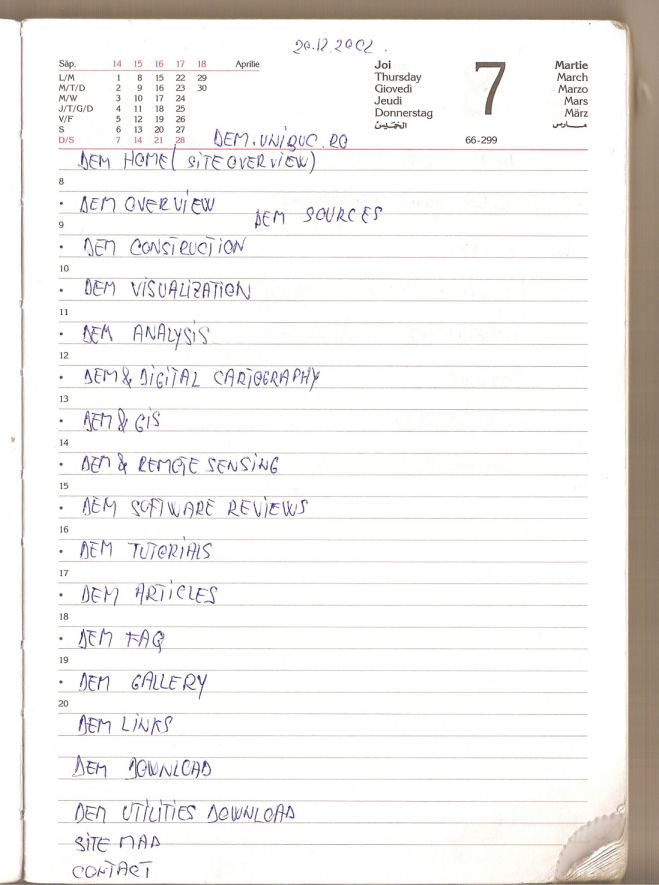 20.12.2002.
Săp. 14 15 16 17 18 Aprilie
L/M 1 8 15 22 29
M/T/D 2 9 16 23 30
M/W 3 10 17 24
J/T/G/D 4 11 18 25
V/F 5 12 19 26
S 6 13 20 27
D/S 7 14 21 28
Joi
Thursday
Giovedì
Jeudi
Donnerstag
الخميس
7
Martie
March
Marzo
Mars
März
مارس
66-299
DEM.UNIQUE.RO
DEM HOME (SITE OVERVIEW)
8
• DEM OVERVIEW DEM SOURCES
9
• DEM CONSTRUCTION
10
• DEM VISUALIZATION
11
• DEM ANALYSIS
12
• DEM & DIGITAL CARTOGRAPHY
13
• DEM & GIS
14
• DEM & REMOTE SENSING
15
• DEM SOFTWARE REVIEWS
16
• DEM TUTORIALS
17
• DEM ARTICLES
18
• DEM FAQ
19
• DEM GALLERY
20
DEM LINKS
DEM DOWNLOAD
DEM UTILITIES DOWNLOAD
SITE MAP
CONTACT